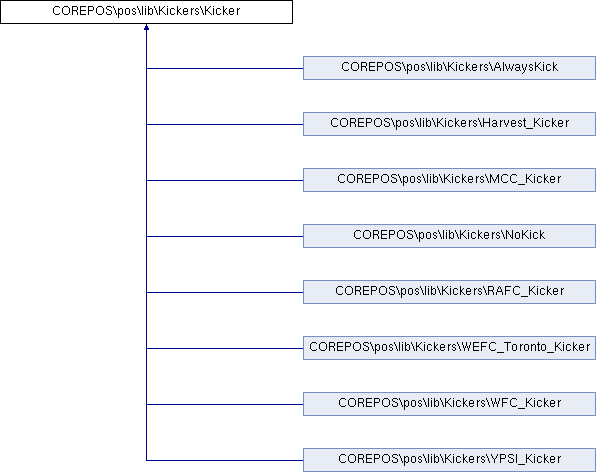 COREPOS\pos\lib\Kickers\Kicker
COREPOS\pos\lib\Kickers\AlwaysKick
COREPOS\pos\lib\Kickers\Harvest_Kicker
COREPOS\pos\lib\Kickers\MCC_Kicker
COREPOS\pos\lib\Kickers\NoKick
COREPOS\pos\lib\Kickers\RAFC_Kicker
COREPOS\pos\lib\Kickers\WEFC_Toronto_Kicker
COREPOS\pos\lib\Kickers\WFC_Kicker
COREPOS\pos\lib\Kickers\YPSI_Kicker